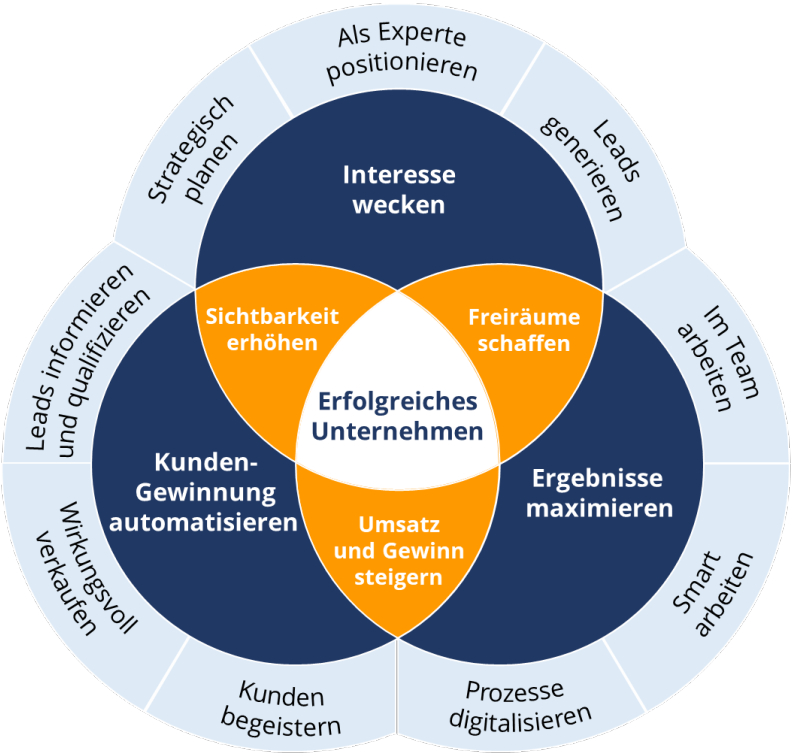 Als Experte
positionieren
Strategisch
planen
Leads
generieren
Interesse
wecken
Leads informieren
und qualifizieren
Sichtbarkeit
erhöhen
Freiräume
schaffen
Im Team
arbeiten
Erfolgreiches
Unternehmen
Kunden-
Gewinnung
automatisieren
Ergebnisse
maximieren
Umsatz
und Gewinn
steigern
Wirkungsvoll
verkaufen
Smart
arbeiten
Kunden
begeistern
Prozesse
digitalisieren